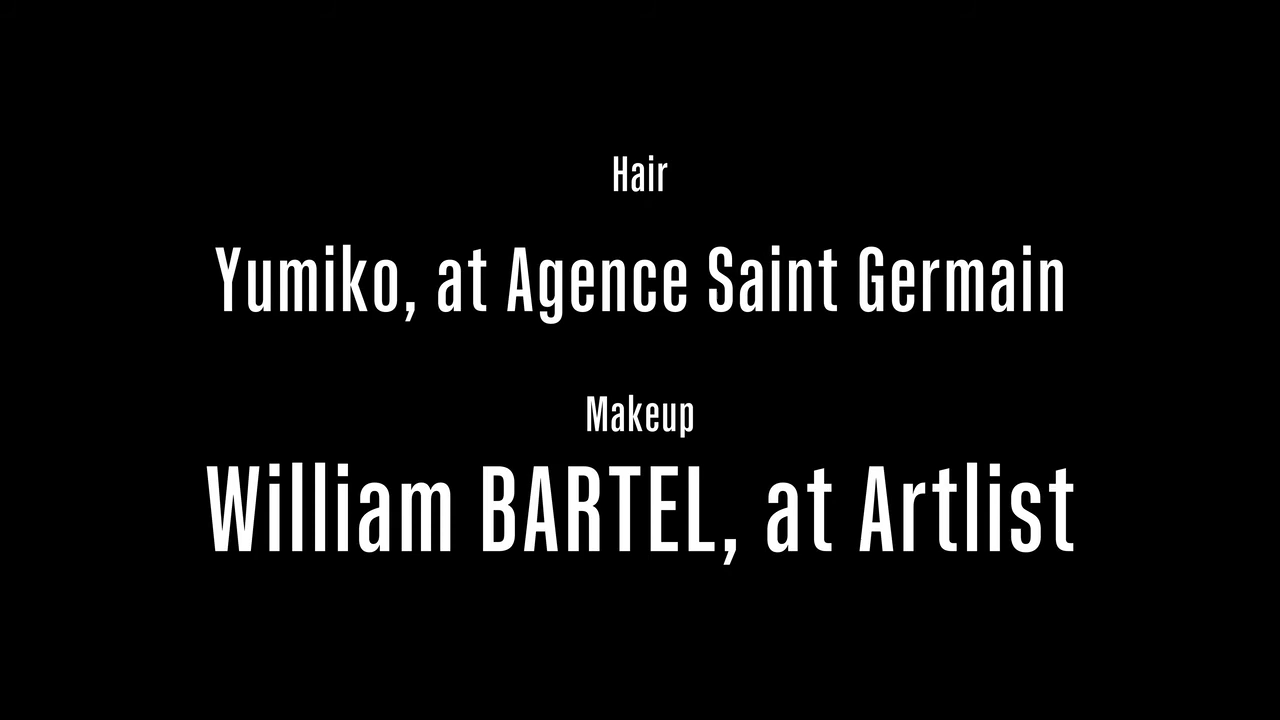 Hair
Yumiko, at Agence Saint Germain
Makeup
William BARTEL, at Artlist